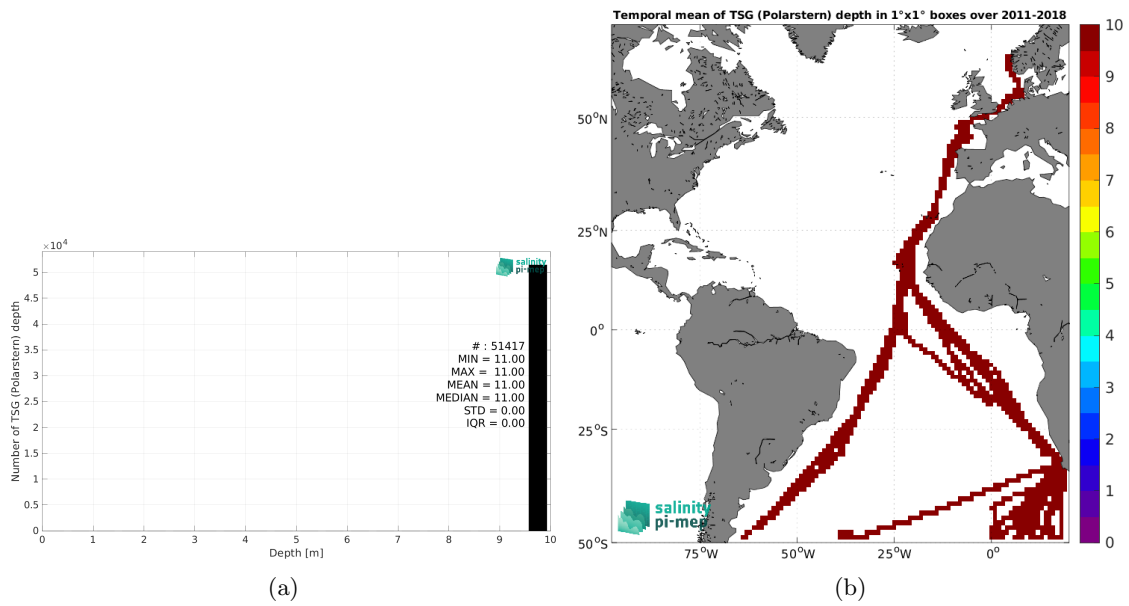 Temporal mean of TSG (Polarstern) depth in 1°x1° boxes over 2011-2018
×10⁴
5
4.5
4
3.5
3
2.5
2
1.5
1
0.5
0
Number of TSG (Polarstern) depth
salinity
pi-mep
# : 51417
MIN = 11.00
MAX = 11.00
MEAN = 11.00
MEDIAN = 11.00
STD = 0.00
IQR = 0.00
0 1 2 3 4 5 6 7 8 9 10
Depth [m]
(a)
50°N
25°N
0°
25°S
50°S
salinity
pi-mep
75°W 50°W 25°W 0°
10
9
8
7
6
5
4
3
2
1
0
(b)